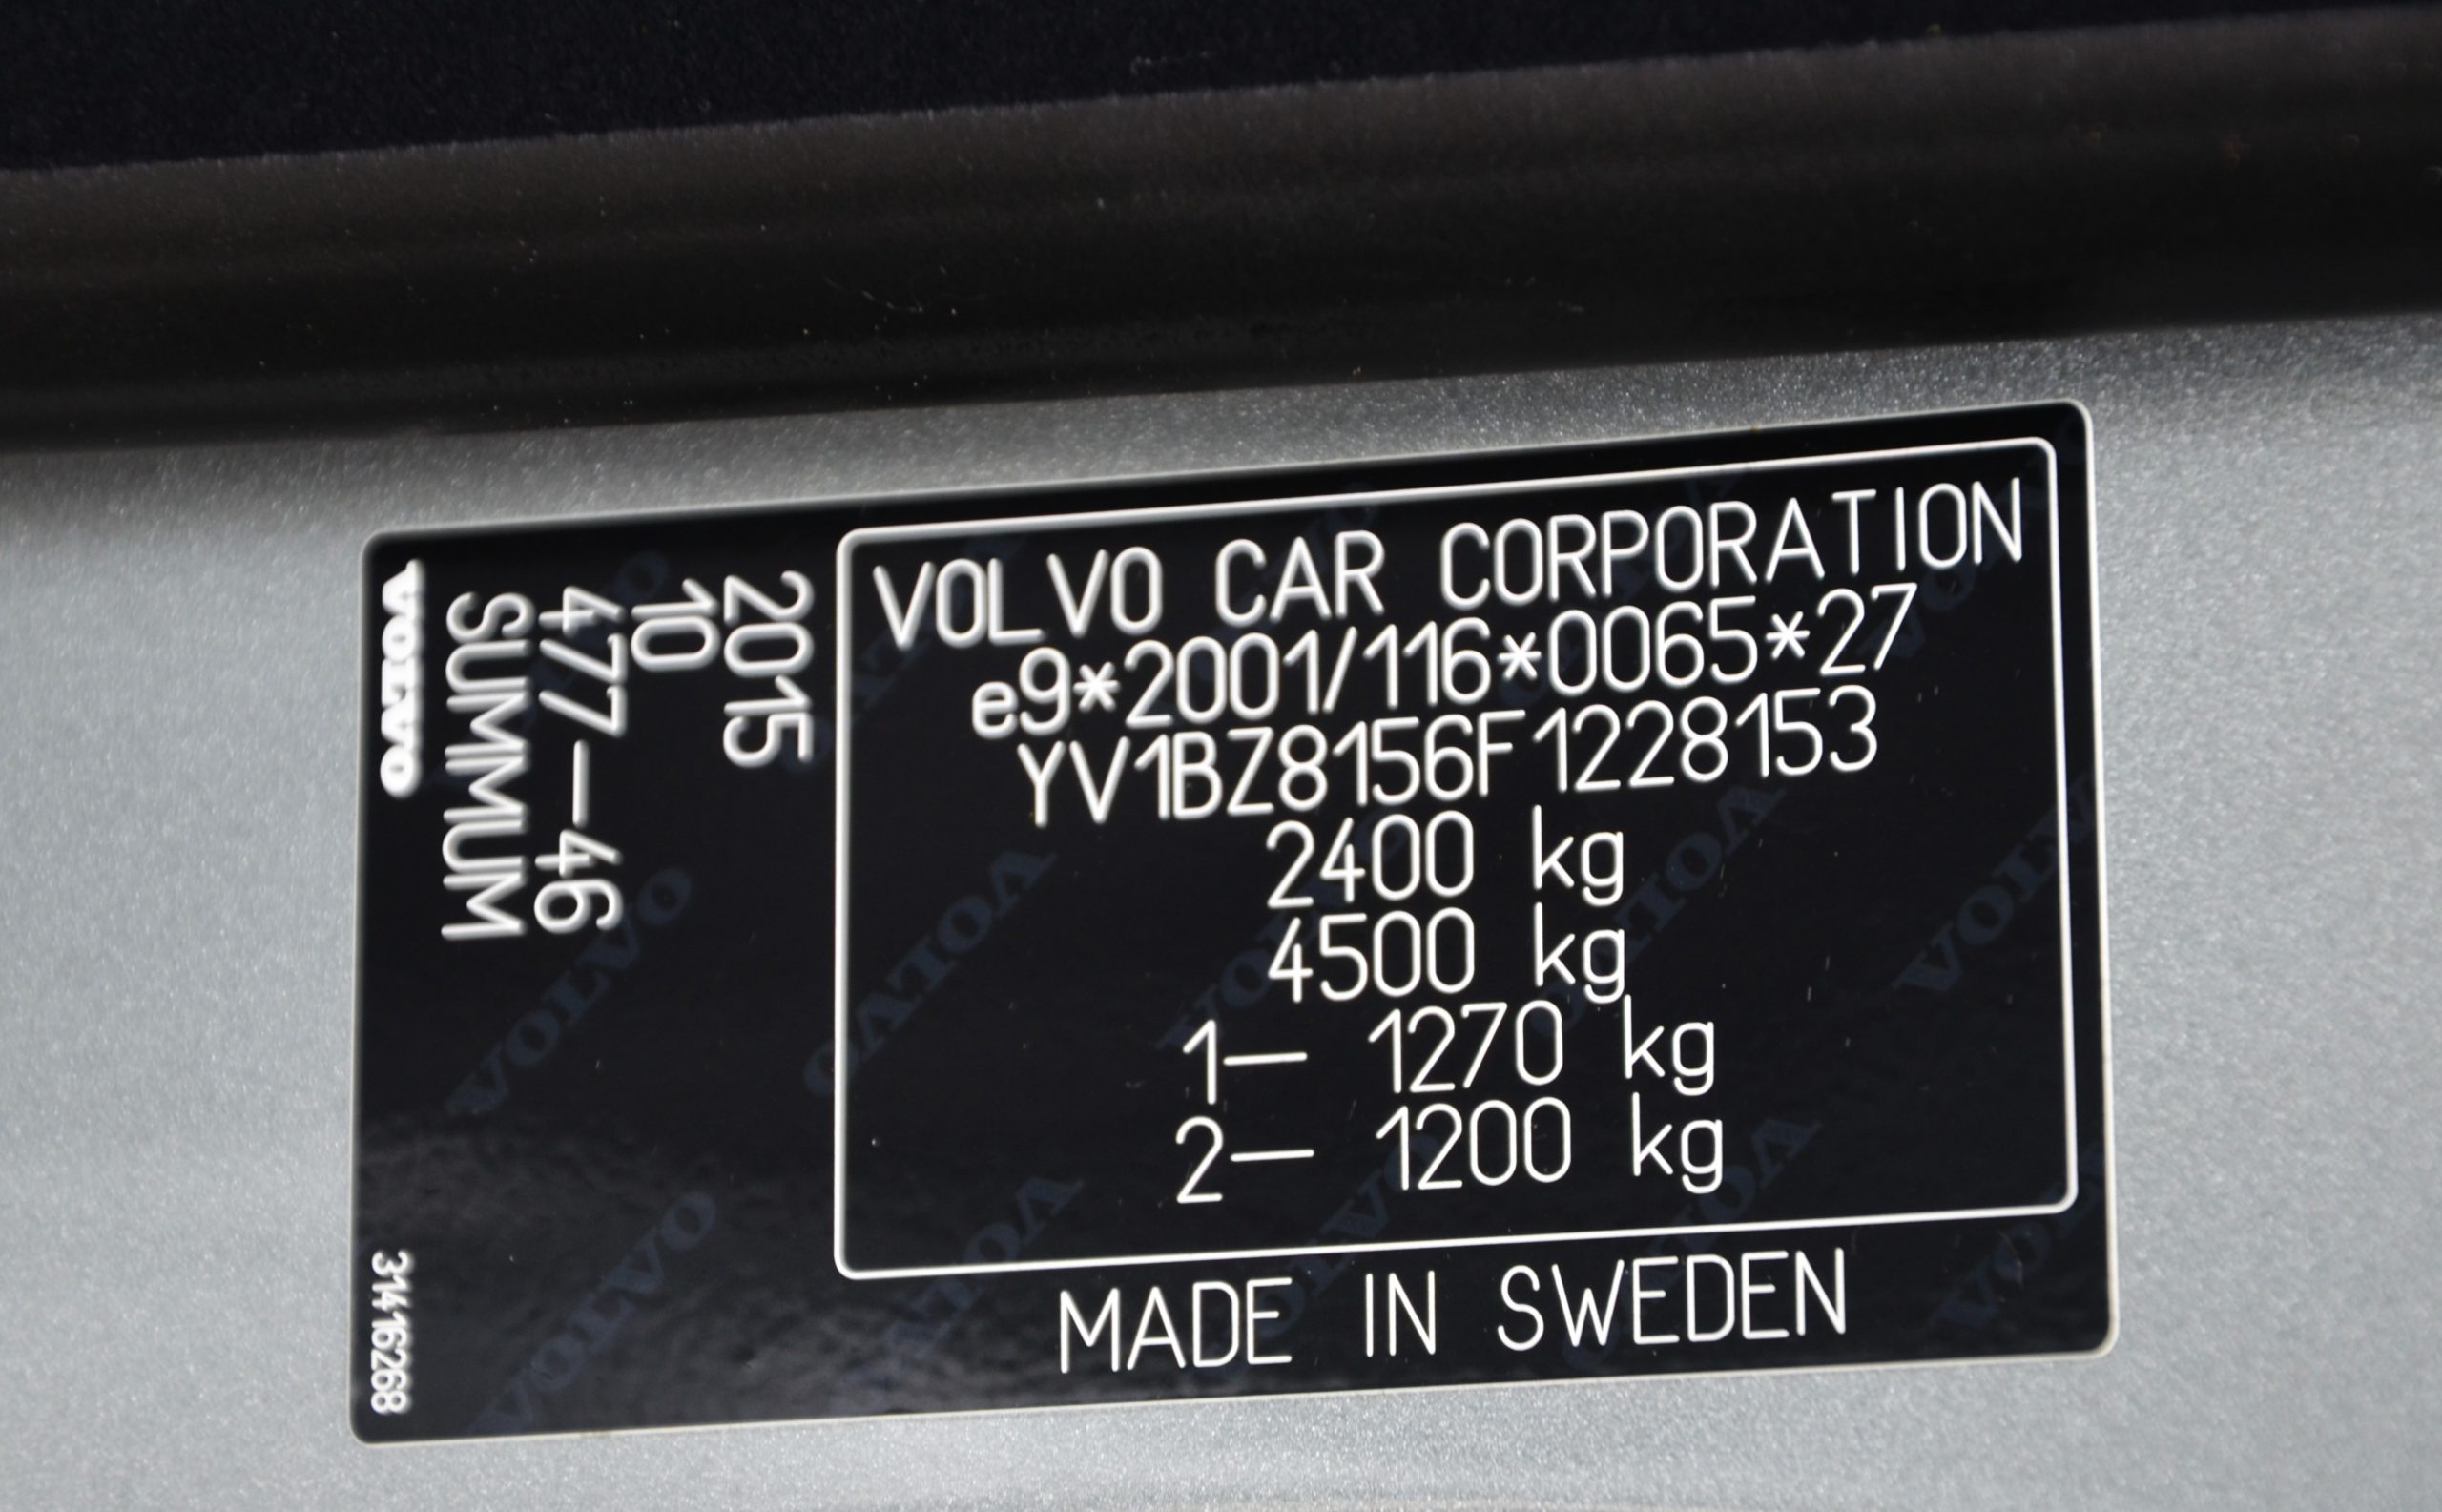 VOLVO CAR CORPORATION
e9*2001/116*0065*27
YV1BZ8156F1228153
2400 kg
4500 kg
1— 1270 kg
2— 1200 kg
MADE IN SWEDEN
2015
10
477—46
SUMMUM
VOLVO
31416268